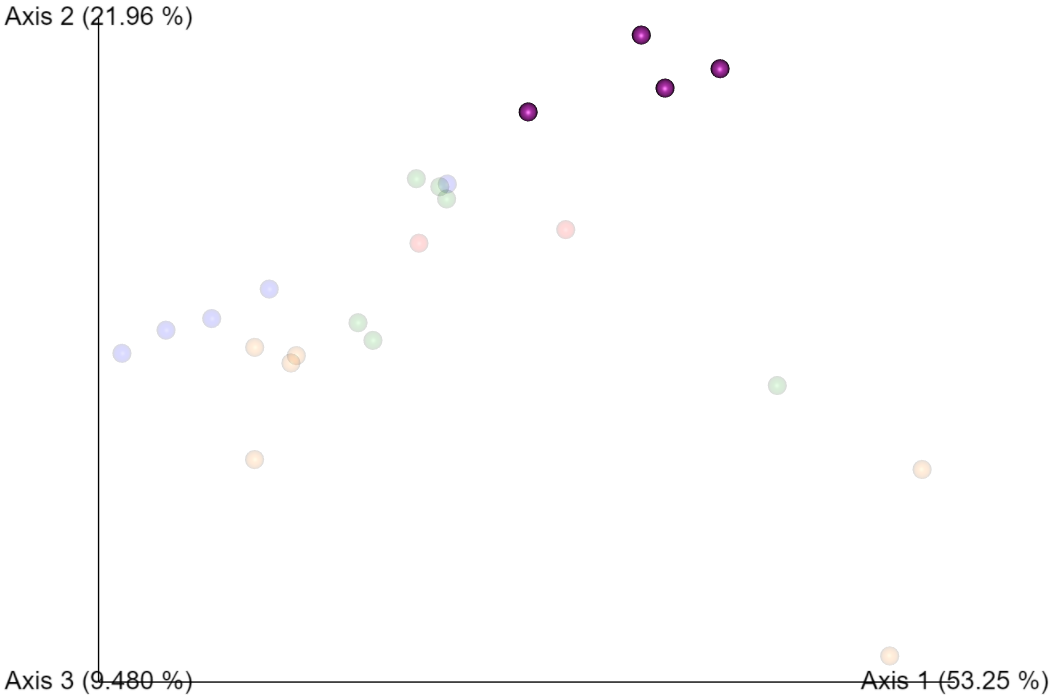 Axis 2 (21.96 %)
Axis 3 (9.480 %)
Axis 1 (53.25 %)